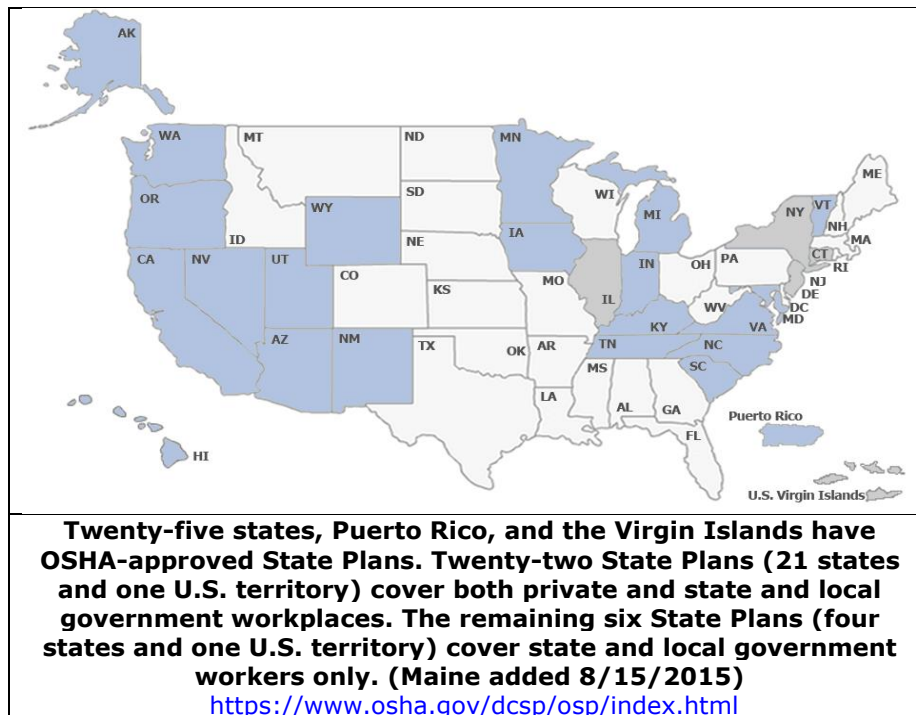 AK
WA
MT
ND
MN
ME
OR
ID
WY
SD
WI
MI
NY
VT
NH
MA
CA
NV
UT
NE
IA
IL
IN
OH
PA
CT
RI
NJ
DE
DC
MD
CO
KS
MO
KY
WV
VA
AZ
NM
TX
OK
AR
TN
NC
SC
LA
MS
AL
GA
FL
HI
Puerto Rico
U.S. Virgin Islands
Twenty-five states, Puerto Rico, and the Virgin Islands have
OSHA-approved State Plans. Twenty-two State Plans (21 states
and one U.S. territory) cover both private and state and local
government workplaces. The remaining six State Plans (four
states and one U.S. territory) cover state and local government
workers only. (Maine added 8/15/2015)
https://www.osha.gov/dcsp/osp/index.html